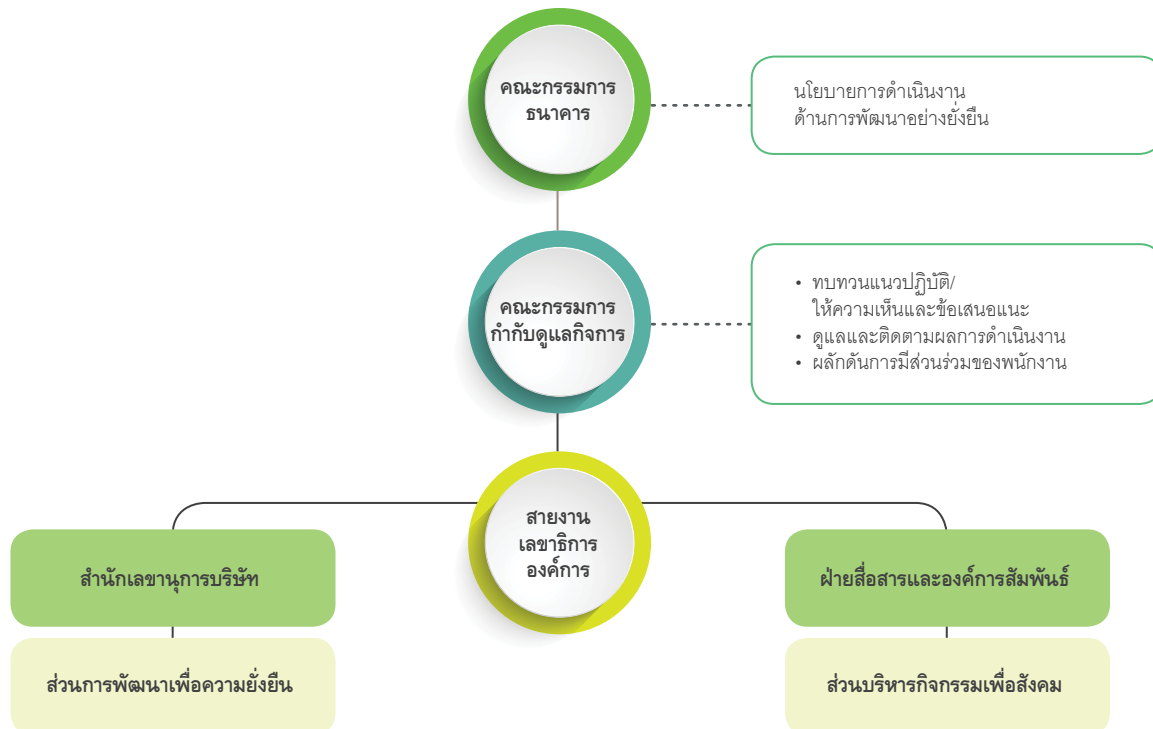 คณะกรรมการ
ธนาคาร
นโยบายการดำเนินงาน
ด้านการพัฒนาอย่างยั่งยืน
คณะกรรมการ
กำกับดูแลกิจการ
• ทบทวนแนวปฏิบัติ/
ให้ความเห็นและข้อเสนอแนะ
• ดูแลและติดตามผลการดำเนินงาน
• ผลักดันการมีส่วนร่วมของพนักงาน
สายงาน
เลขาธิการ
องค์การ
สำนักเลขานุการบริษัท
ฝ่ายสื่อสารและองค์การสัมพันธ์
ส่วนการพัฒนาเพื่อความยั่งยืน
ส่วนบริหารกิจกรรมเพื่อสังคม